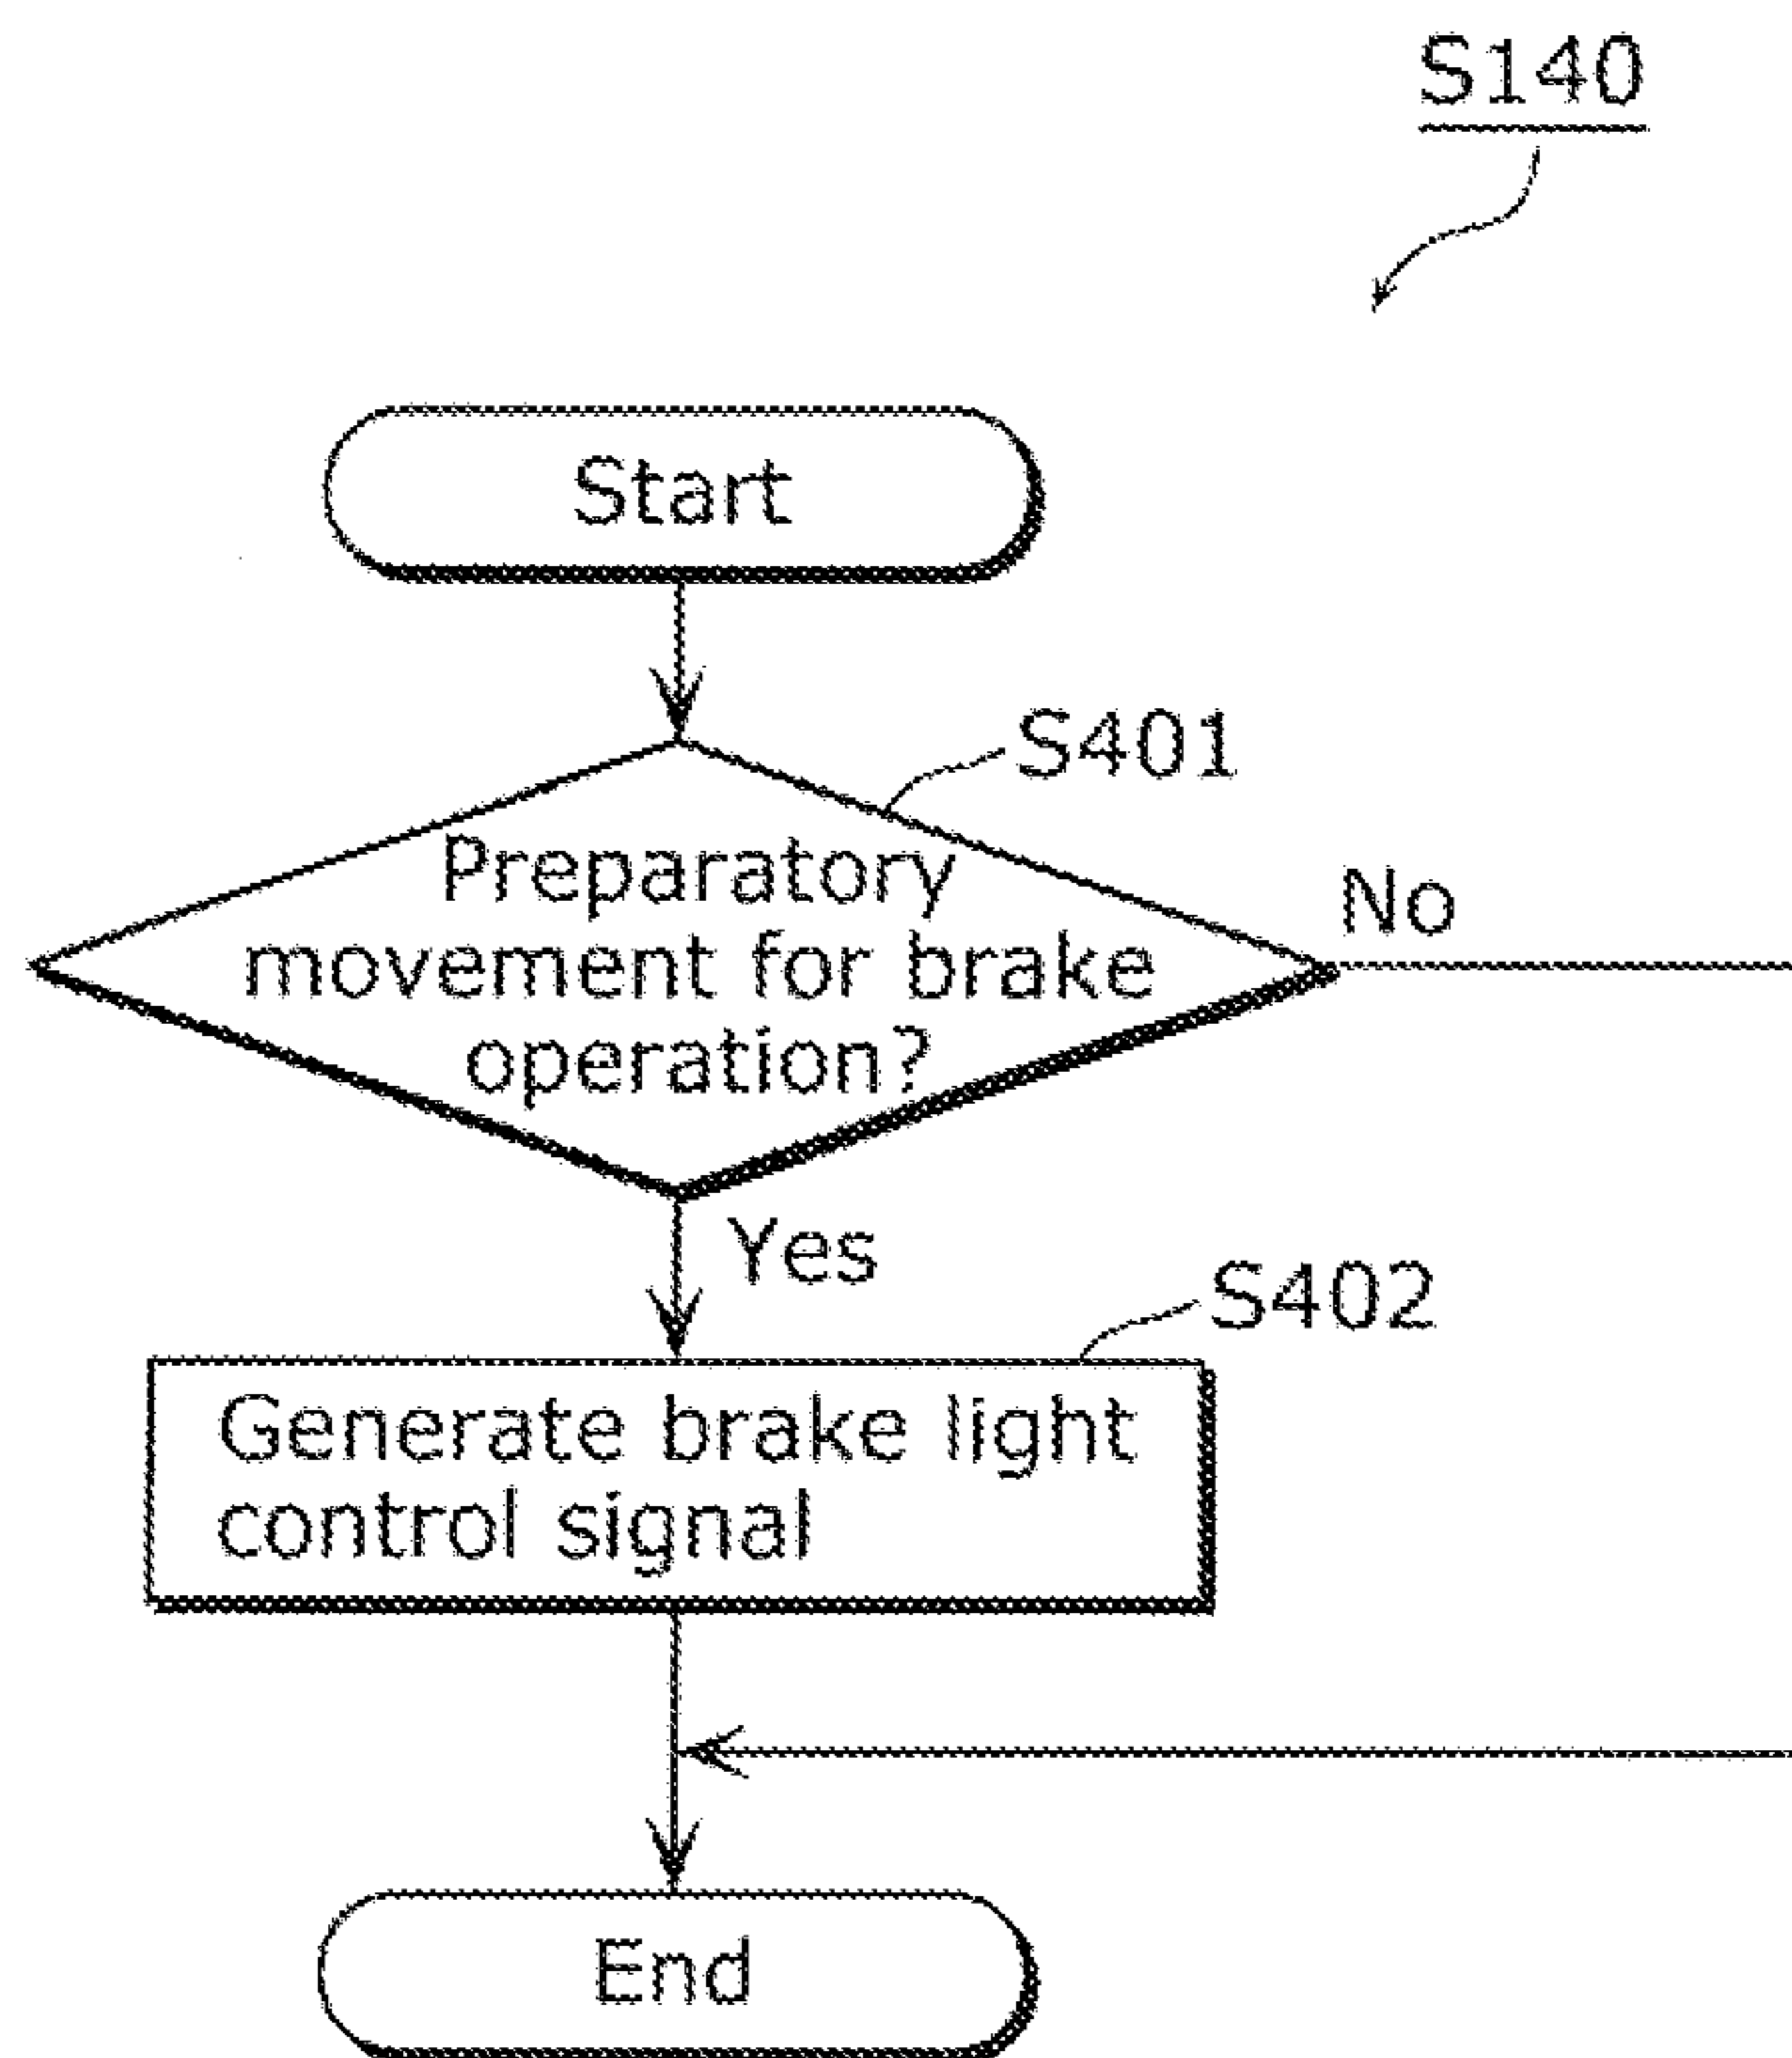 S140
Start
S401
Preparatory
movement for brake
operation?
No
Yes
S402
Generate brake light
control signal
End